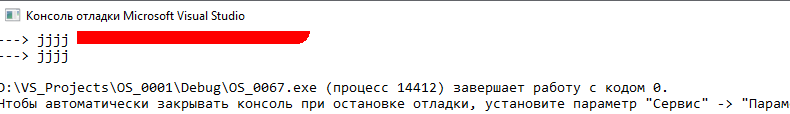 Консоль отладки Microsoft Visual Studio
---> jjjj
---> jjjj
D:\VS_Projects\OS_0001\Debug\OS_0067.exe (процесс 14412) завершает работу с кодом 0.
Чтобы автоматически закрывать консоль при остановке отладки, установите параметр "Сервис" -> "Парам